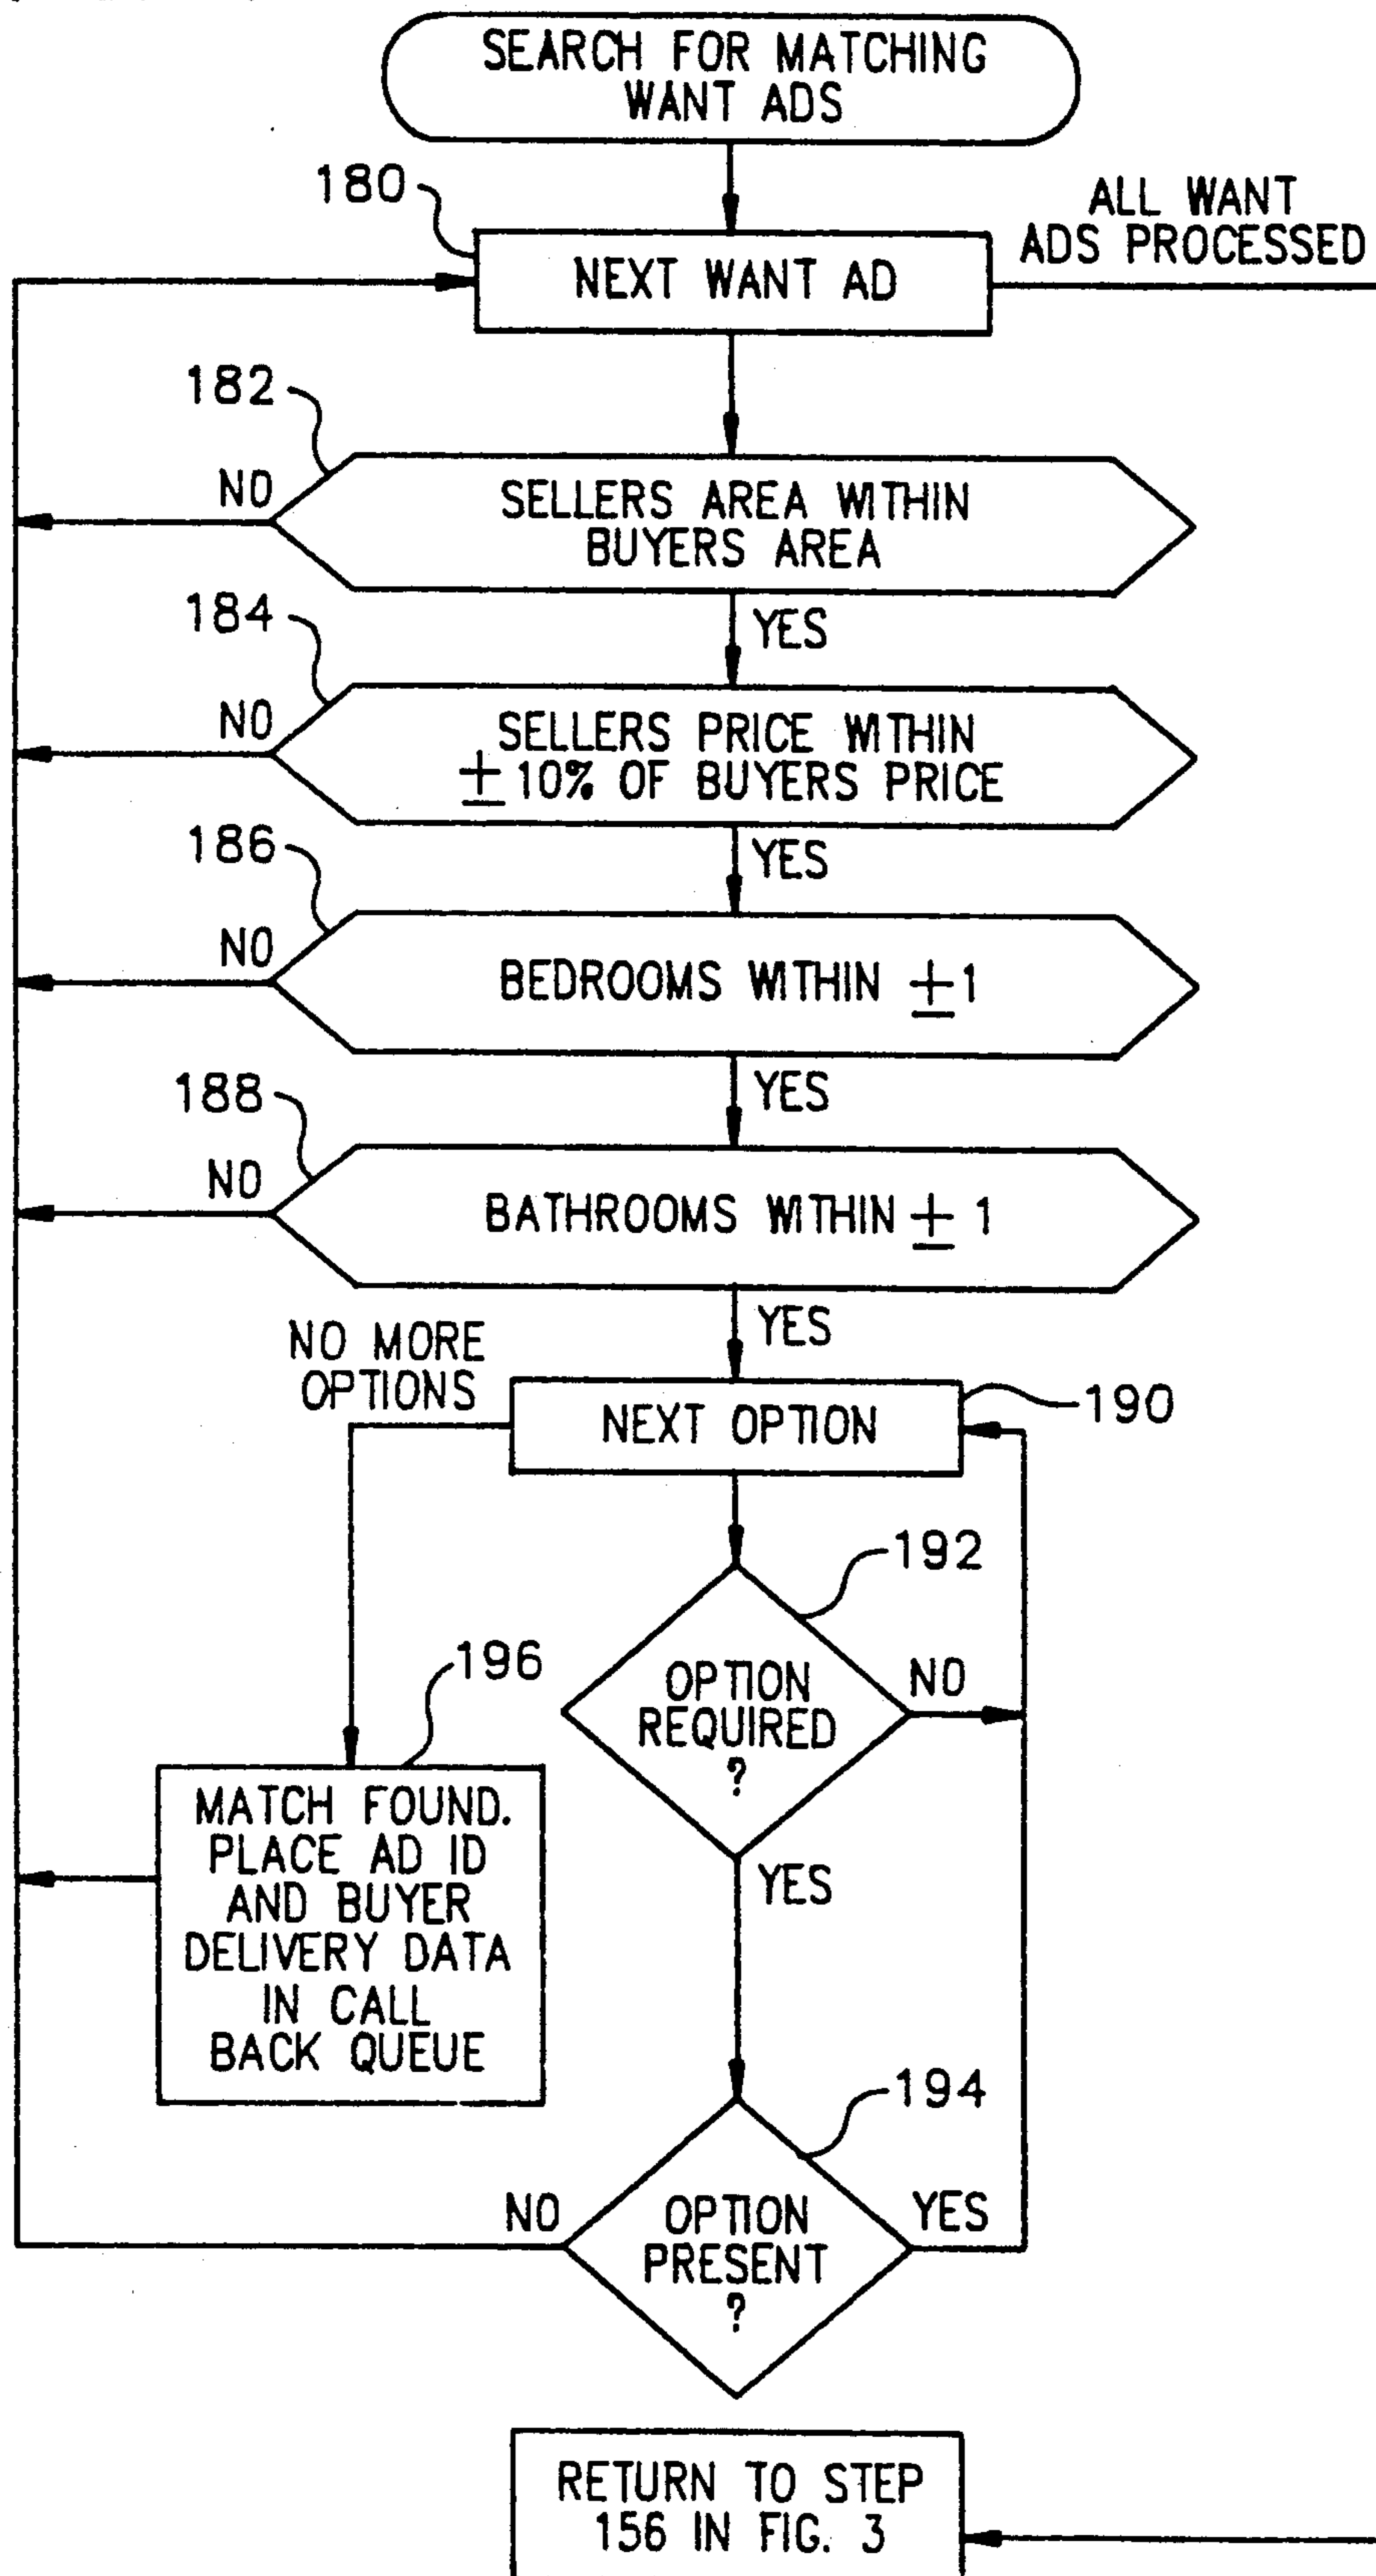 SEARCH FOR MATCHING
WANT ADS
180
ALL WANT
ADS PROCESSED
NEXT WANT AD
182
NO
SELLERS AREA WITHIN
BUYERS AREA
YES
184
NO
SELLERS PRICE WITHIN
±10% OF BUYERS PRICE
YES
186
NO
BEDROOMS WITHIN ±1
YES
188
NO
BATHROOMS WITHIN ± 1
YES
NO MORE
OPTIONS
NEXT OPTION
190
192
OPTION
REQUIRED
?
NO
YES
196
MATCH FOUND.
PLACE AD ID
AND BUYER
DELIVERY DATA
IN CALL
BACK QUEUE
194
NO
OPTION
PRESENT
?
YES
RETURN TO STEP
156 IN FIG. 3